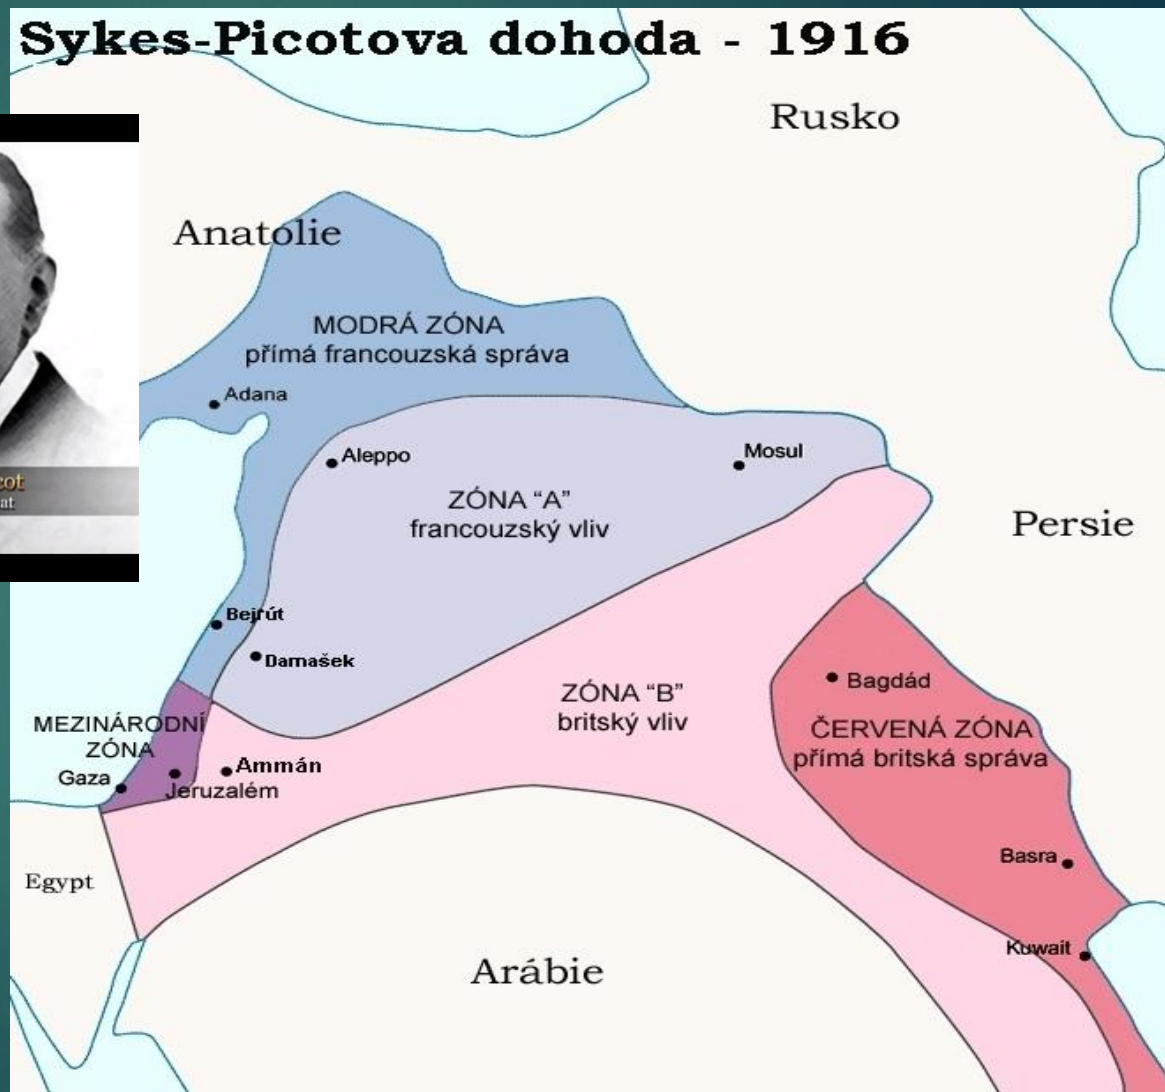 Sykes-Picotova dohoda - 1916
Rusko
Anatolie
MODRÁ ZÓNA
přímá francouzská správa
Adana
Aleppo
Mosul
ZÓNA “A”
francouzský vliv
Persie
Bejrút
Damašek
ZÓNA “B”
britský vliv
Bagdád
MEZINÁRODNÍ
ZÓNA
ČERVENÁ ZÓNA
přímá britská správa
Gaza
Ammán
Jeruzalém
Basra
Egypt
Kuwait
Arábie